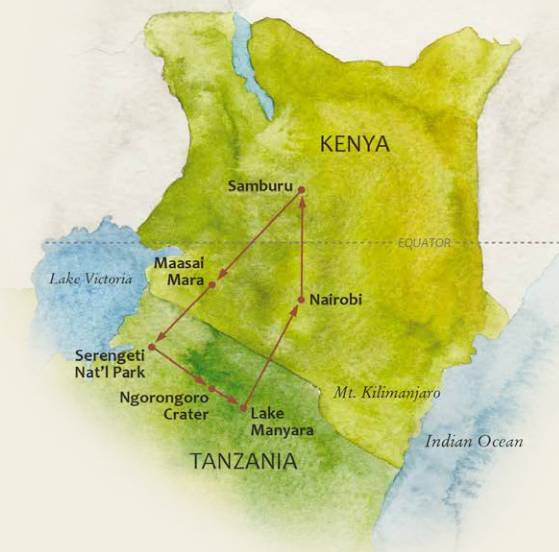 KENYA
Samburu
EQUATOR
Maasai
Mara
Lake Victoria
Nairobi
Serengeti
Nat'l Park
Ngorongoro
Crater
Mt. Kilimanjaro
Lake
Manyara
Indian Ocean
TANZANIA